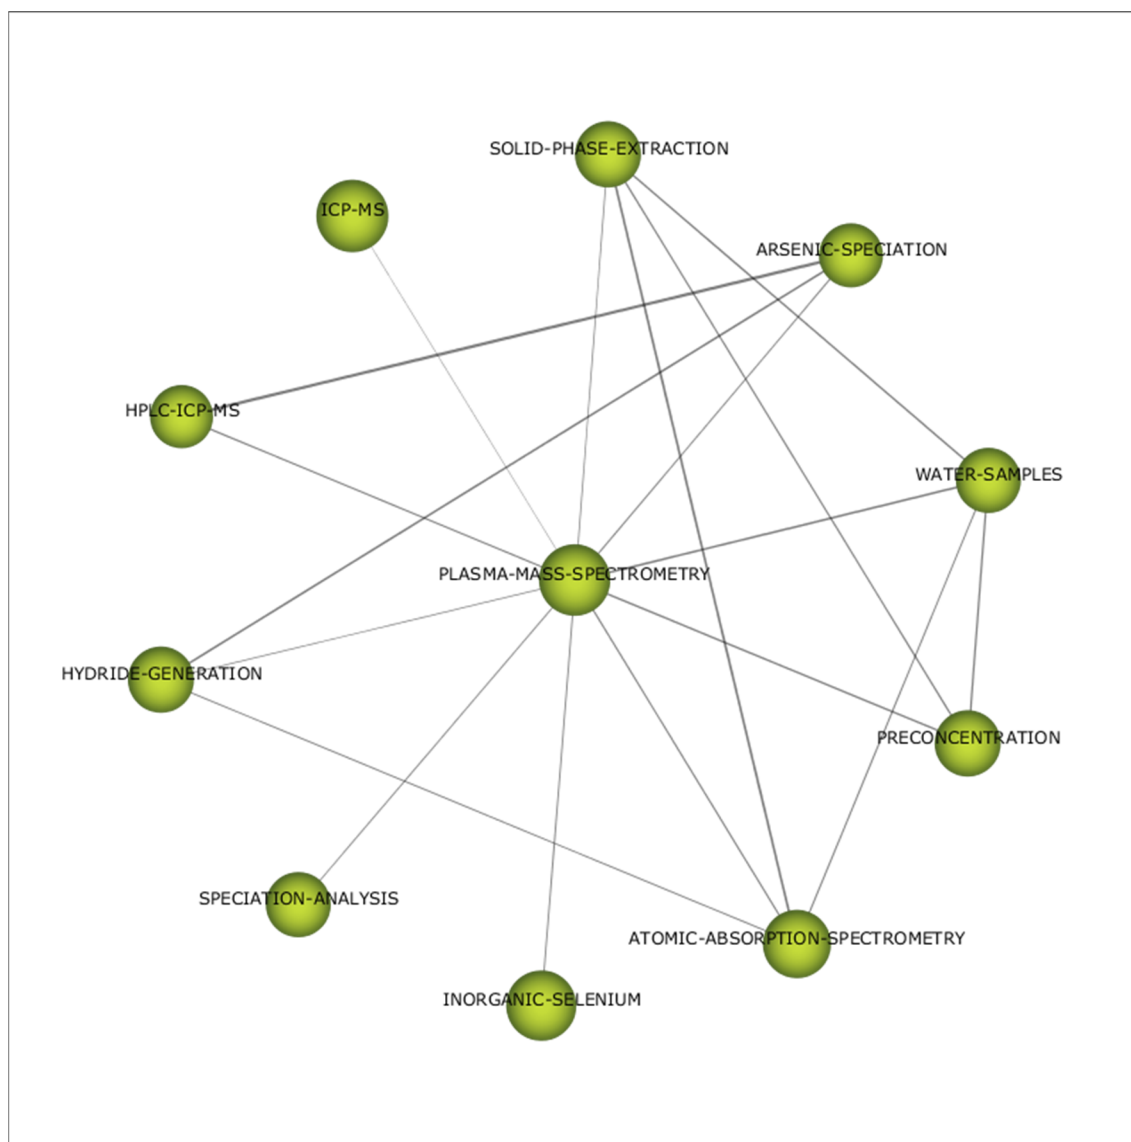 SOLID-PHASE-EXTRACTION
ICP-MS
ARSENIC-SPECIATION
HPLC-ICP-MS
WATER-SAMPLES
PLASMA-MASS-SPECTROMETRY
HYDRIDE-GENERATION
PRECONCENTRATION
SPECIATION-ANALYSIS
ATOMIC-ABSORPTION-SPECTROMETRY
INORGANIC-SELENIUM